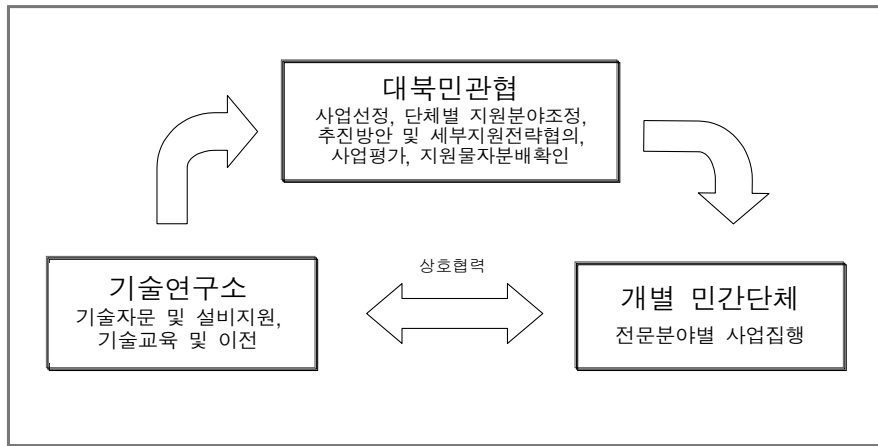 대북민관협
사업선정, 단체별 지원분야조정,
추진방안 및 세부지원전략협의,
사업평가, 지원물자분배확인
기술연구소
기술자문 및 설비지원,
기술교육 및 이전
상호협력
개별 민간단체
전문분야별 사업집행